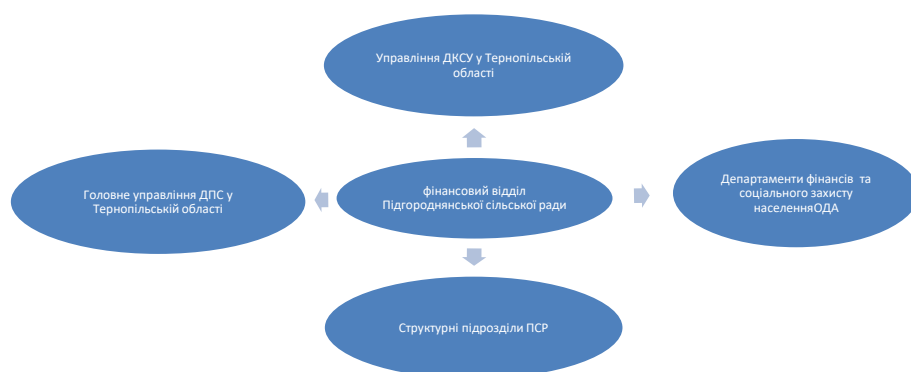 Управління ДКСУ у Тернопільській
області
Головне управління ДПС у
Тернопільській області
фінансовий відділ
Підгороднянської сільської ради
Департаменти фінансів та
соціального захисту
населенняОДА
Структурні підрозділи ПСР